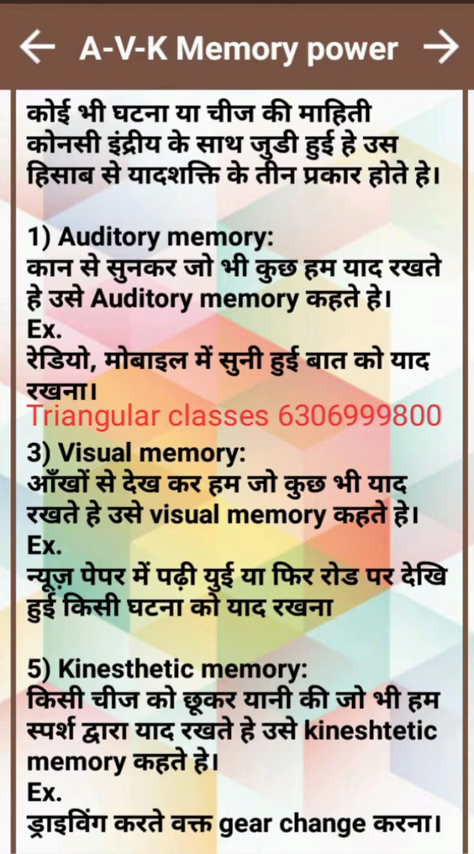 A-V-K Memory power
कोई भी घटना या चीज की माहिती
कोनसी इंद्रीय के साथ जुडी हुई हे उस
हिसाब से यादशक्ति के तीन प्रकार होते हे।
1) Auditory memory:
कान से सुनकर जो भी कुछ हम याद रखते
हे उसे Auditory memory कहते हे।
Ex.
रेडियो, मोबाइल में सुनी हुई बात को याद
रखना।
Triangular classes 6306999800
3) Visual memory:
आँखों से देख कर हम जो कुछ भी याद
रखते हे उसे visual memory कहते हे।
Ex.
न्यूज़ पेपर में पढ़ी युई या फिर रोड पर देखि
हुई किसी घटना को याद रखना
5) Kinesthetic memory:
किसी चीज को छूकर यानी की जो भी हम
स्पर्श द्वारा याद रखते हे उसे kineshtetic
memory कहते हे।
Ex.
ड्राइविंग करते वक्त gear change करना।